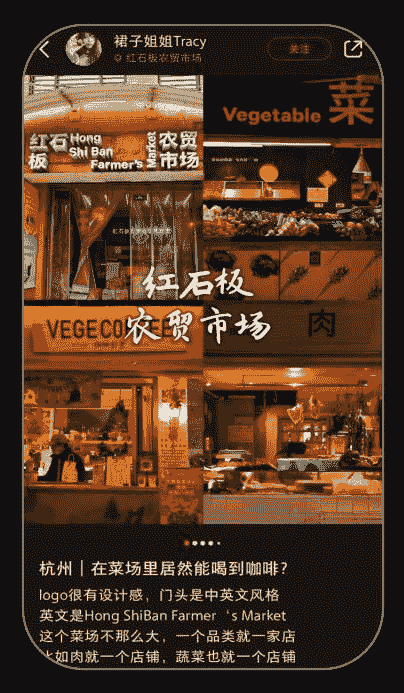 裙子姐姐Tracy
红石板农贸市场
关注
红石板
Hong
Shi Ban
Farmer's
Market
农贸市场
Vegetable 菜
红石板
农贸市场
VEGECOFFEE
肉
杭州｜在菜场里居然能喝到咖啡?
logo很有设计感，门头是中英文风格
英文是Hong ShiBan Farmer‘s Market
这个菜场不那么大，一个品类就一家店
比如肉就一个店铺，蔬菜也就一个店铺